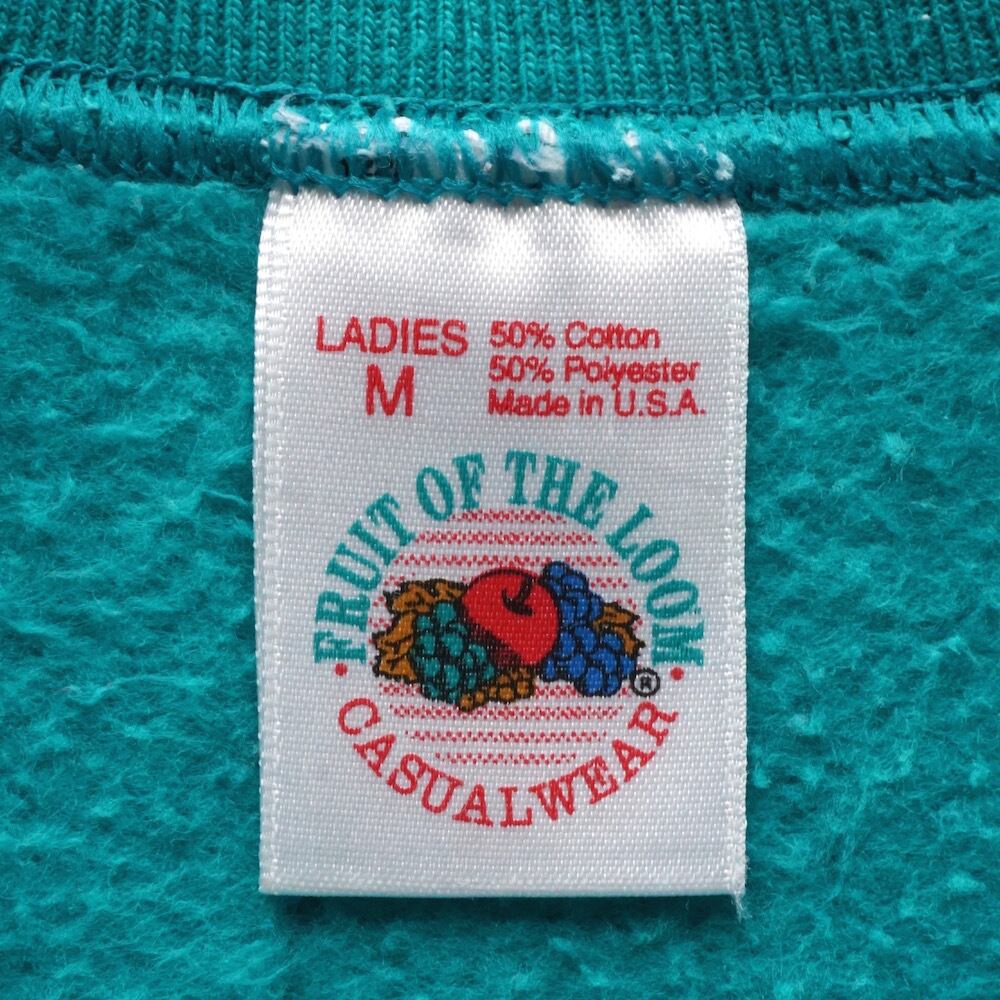 LADIES
M
50% Cotton
50% Polyester
Made in U.S.A.
FRUIT OF THE LOOM
®
CASUALWEAR